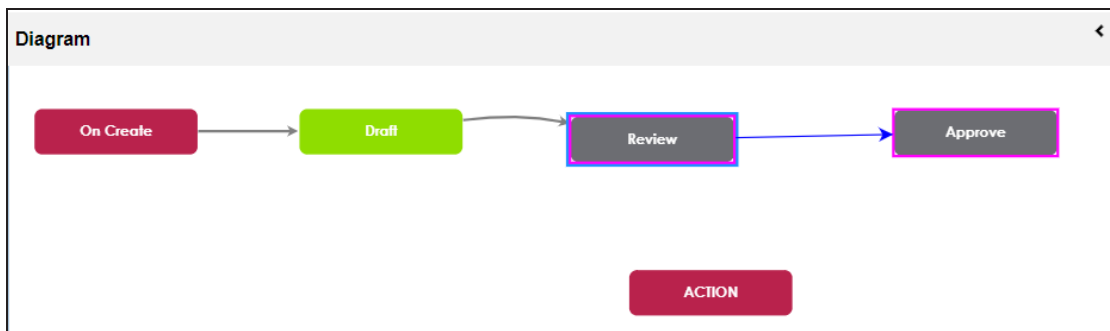 Diagram
On Create
Draft
Review
Approve
ACTION